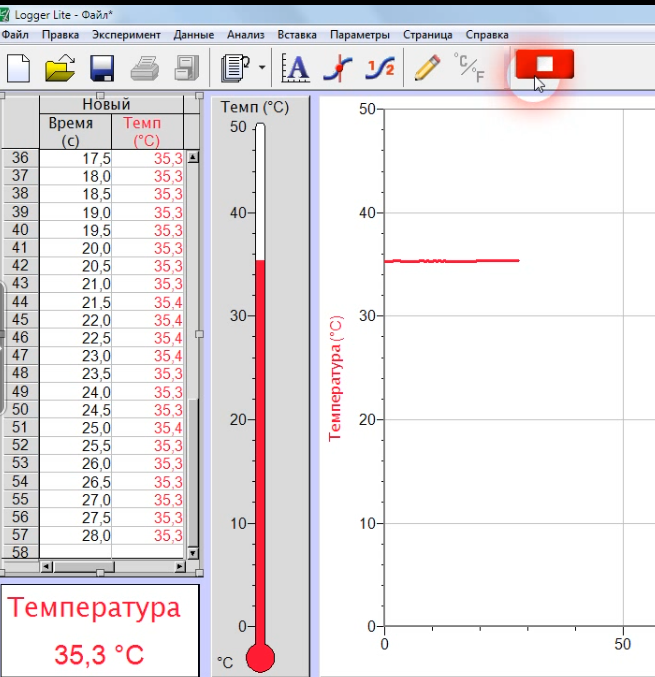 Logger Lite - Файл*
Файл Правка Эксперимент Данные Анализ Вставка Параметры Страница Справка
A
1/2
°C/°F
Новый
Время Темп
(с) (°C)
36 17,5 35,3
37 18,0 35,3
38 18,5 35,3
39 19,0 35,3
40 19,5 35,3
41 20,0 35,3
42 20,5 35,3
43 21,0 35,3
44 21,5 35,4
45 22,0 35,4
46 22,5 35,4
47 23,0 35,4
48 23,5 35,3
49 24,0 35,3
50 24,5 35,3
51 25,0 35,4
52 25,5 35,3
53 26,0 35,3
54 26,5 35,3
55 27,0 35,3
56 27,5 35,3
57 28,0 35,3
58
Температура
35,3 °C
Темп (°C)
50
40
30
20
10
0
°C
Температура (°C)
50
40
30
20
10
0
0 50